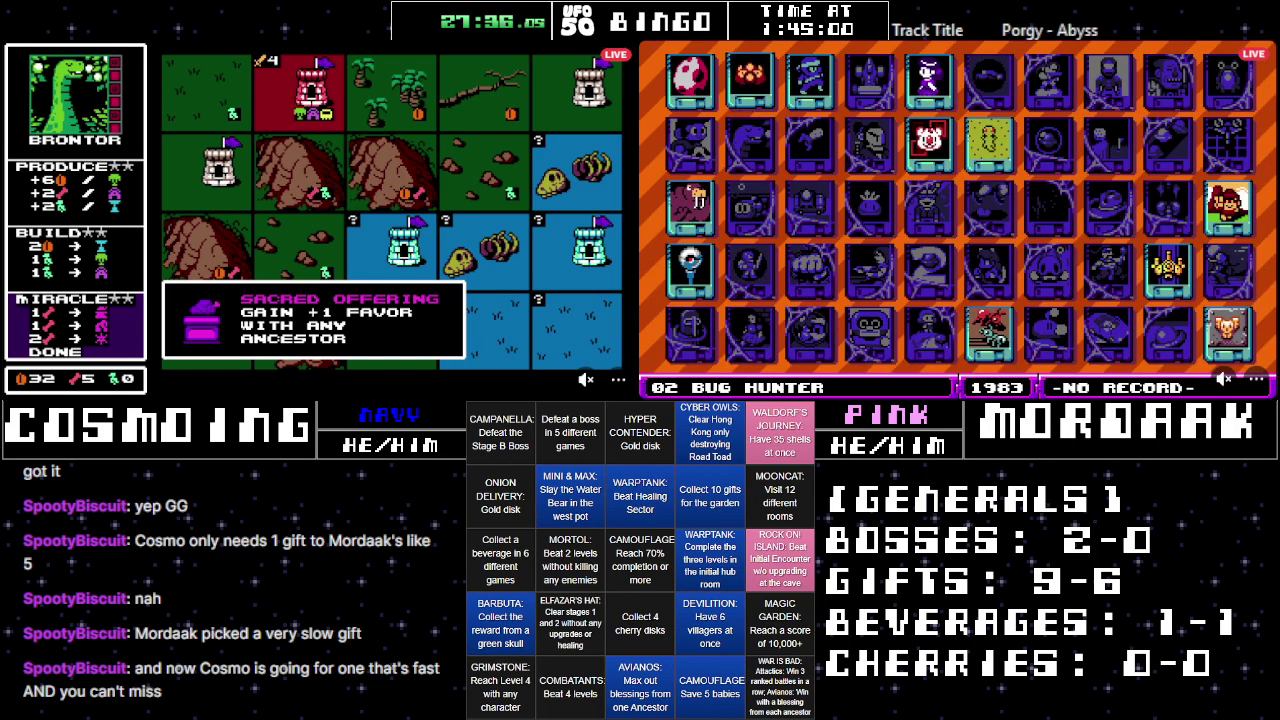 27:36.05
UFO 50
BINGO
TIME AT
1:45:00
Track Title
Porgy - Abyss
LIVE
LIVE
BRONTOR
PRODUCE★★
+6 /
+2 /
+2 /
BUILD★★
2 →
1 →
1 →
MIRACLE★★
1 →
1 →
2 →
DONE
32 5 0
4
?
?
?
?
?
SACRED OFFERING
GAIN +1 FAVOR
WITH ANY
ANCESTOR
02 BUG HUNTER
1983
-NO RECORD-
COSMOING
NAVY
HE/HIM
PINK
HE/HIM
MORDAAK
got it
SpootyBiscuit: yep GG
SpootyBiscuit: Cosmo only needs 1 gift to Mordaak's like
5
SpootyBiscuit: nah
SpootyBiscuit: Mordaak picked a very slow gift
SpootyBiscuit: and now Cosmo is going for one that's fast
AND you can't miss
CAMPANELLA:
Defeat the
Stage B Boss
Defeat a boss
in 5 different
games
HYPER
CONTENDER:
Gold disk
CYBER OWLS:
Clear Hong
Kong only
destroying
Road Toad
WALDORF'S
JOURNEY:
Have 35 shells
at once
ONION
DELIVERY:
Gold disk
MINI & MAX:
Slay the Water
Bear in the
west pot
WARPTANK:
Beat Healing
Sector
Collect 10 gifts
for the garden
MOONCAT:
Visit 12
different
rooms
Collect a
beverage in 6
different
games
MORTOL:
Beat 2 levels
without killing
any enemies
CAMOUFLAGE
Reach 70%
completion or
more
WARPTANK:
Complete the
three levels in
the initial hub
room
ROCK ON!
ISLAND: Beat
Initial Encounter
w/o upgrading
at the cave
BARBUTA:
Collect the
reward from a
green skull
ELFAZAR'S HAT:
Clear stages 1
and 2 without any
upgrades or
healing
Collect 4
cherry disks
DEVILITION:
Have 6
villagers at
once
MAGIC
GARDEN:
Reach a score
of 10,000+
GRIMSTONE:
Reach Level 4
with any
character
COMBATANTS:
Beat 4 levels
AVIANOS:
Max out
blessings from
one Ancestor
CAMOUFLAGE
Save 5 babies
WAR IS BAD:
Attactics: Win 3
ranked battles in a
row; Avianos: Win
with a blessing
from each ancestor
[GENERALS]
BOSSES: 2-0
GIFTS: 9-6
BEVERAGES: 1-1
CHERRIES: 0-0